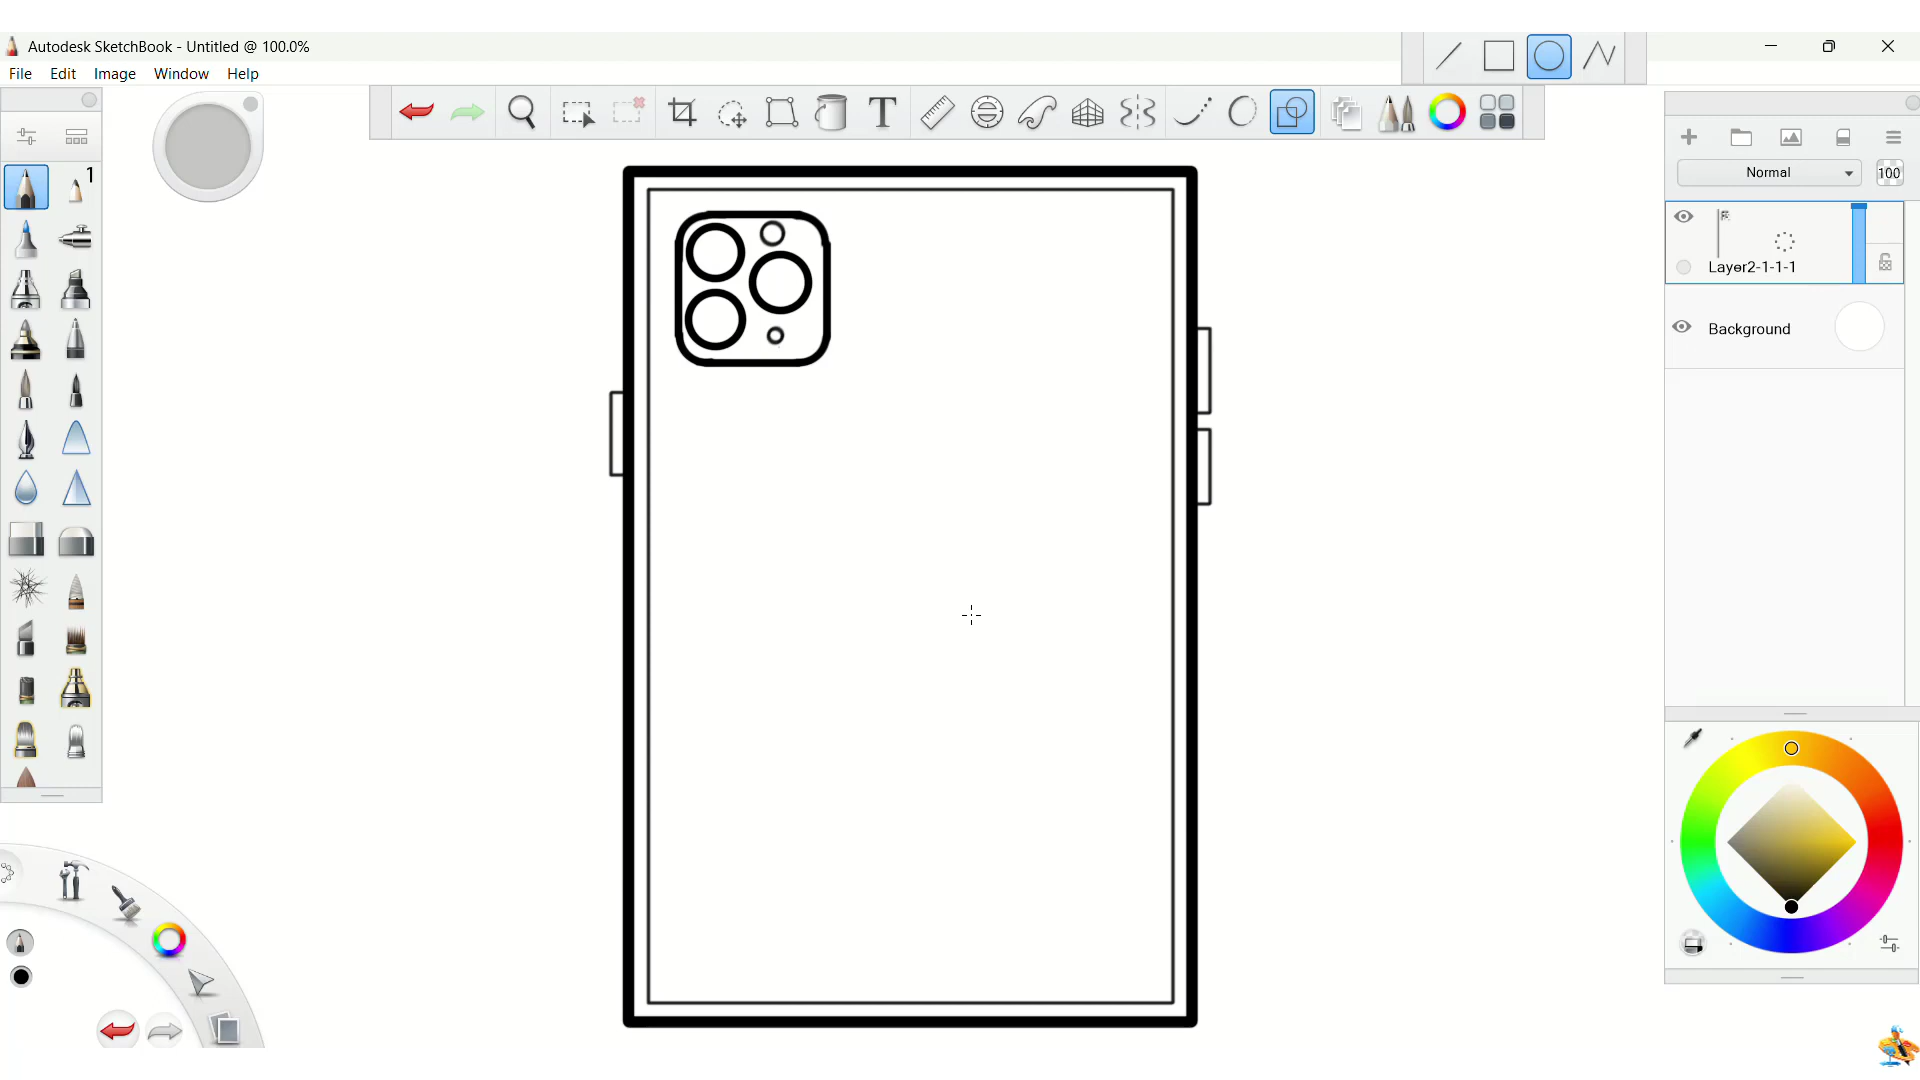 Autodesk SketchBook - Untitled @ 100.0%
File Edit Image Window Help
T
1
Normal 100
Layer2-1-1-1
Background